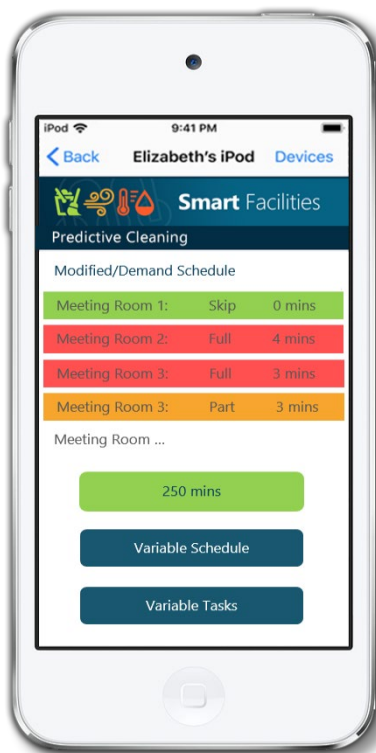 iPod 9:41 PM
Back Elizabeth's iPod Devices
Smart Facilities
Predictive Cleaning
Modified/Demand Schedule
Meeting Room 1: Skip 0 mins
Meeting Room 2: Full 4 mins
Meeting Room 3: Full 3 mins
Meeting Room 3: Part 3 mins
Meeting Room ...
250 mins
Variable Schedule
Variable Tasks